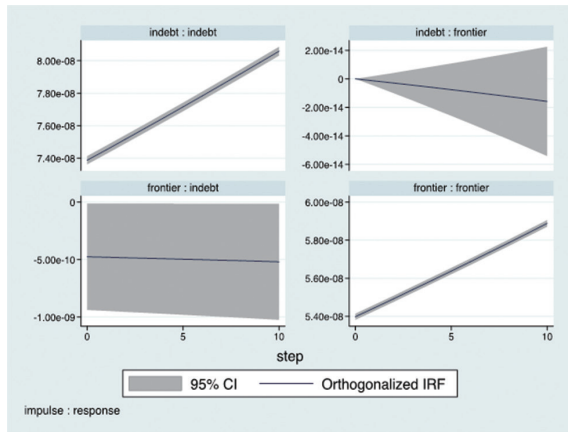 indebt : indebt
indebt : frontier
8.00e-08
7.80e-08
7.60e-08
7.40e-08
2.00e-14
0
-2.00e-14
-4.00e-14
-6.00e-14
frontier : indebt
frontier : frontier
0
-5.00e-10
-1.00e-09
6.00e-08
5.80e-08
5.60e-08
5.40e-08
0 5 10
0 5 10
step
95% CI Orthogonalized IRF
impulse : response